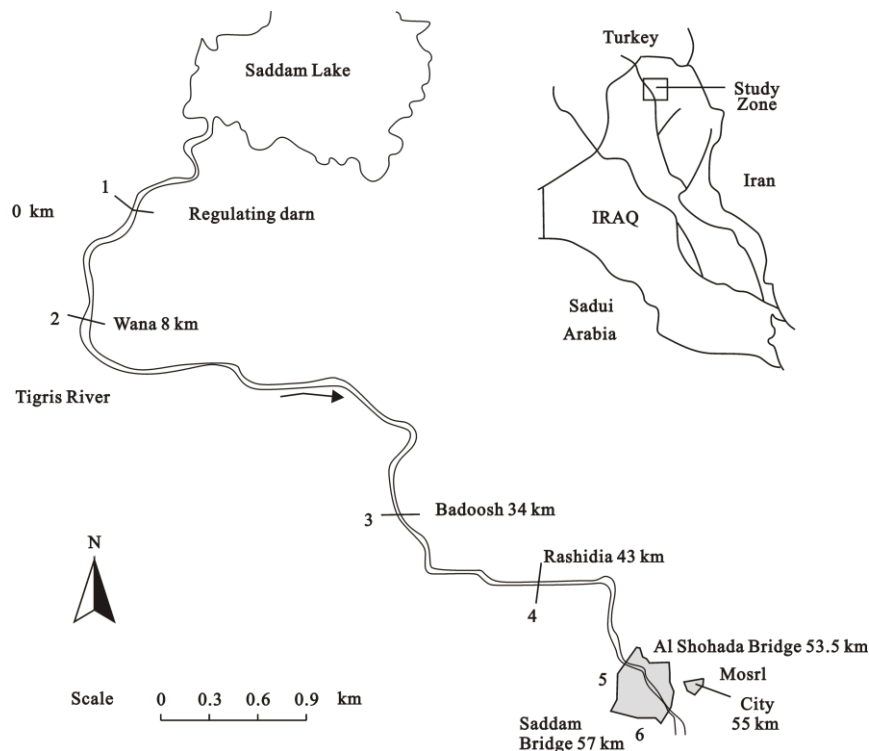 Saddam Lake
Turkey
Study
Zone
Iran
IRAQ
Sadui
Arabia
1
0 km
Regulating darn
2
Wana 8 km
Tigris River
3
Badoosh 34 km
N
Rashidia 43 km
4
Al Shohada Bridge 53.5 km
5
Mosrl
City
55 km
Scale
0 0.3 0.6 0.9 km
Saddam
Bridge 57 km
6